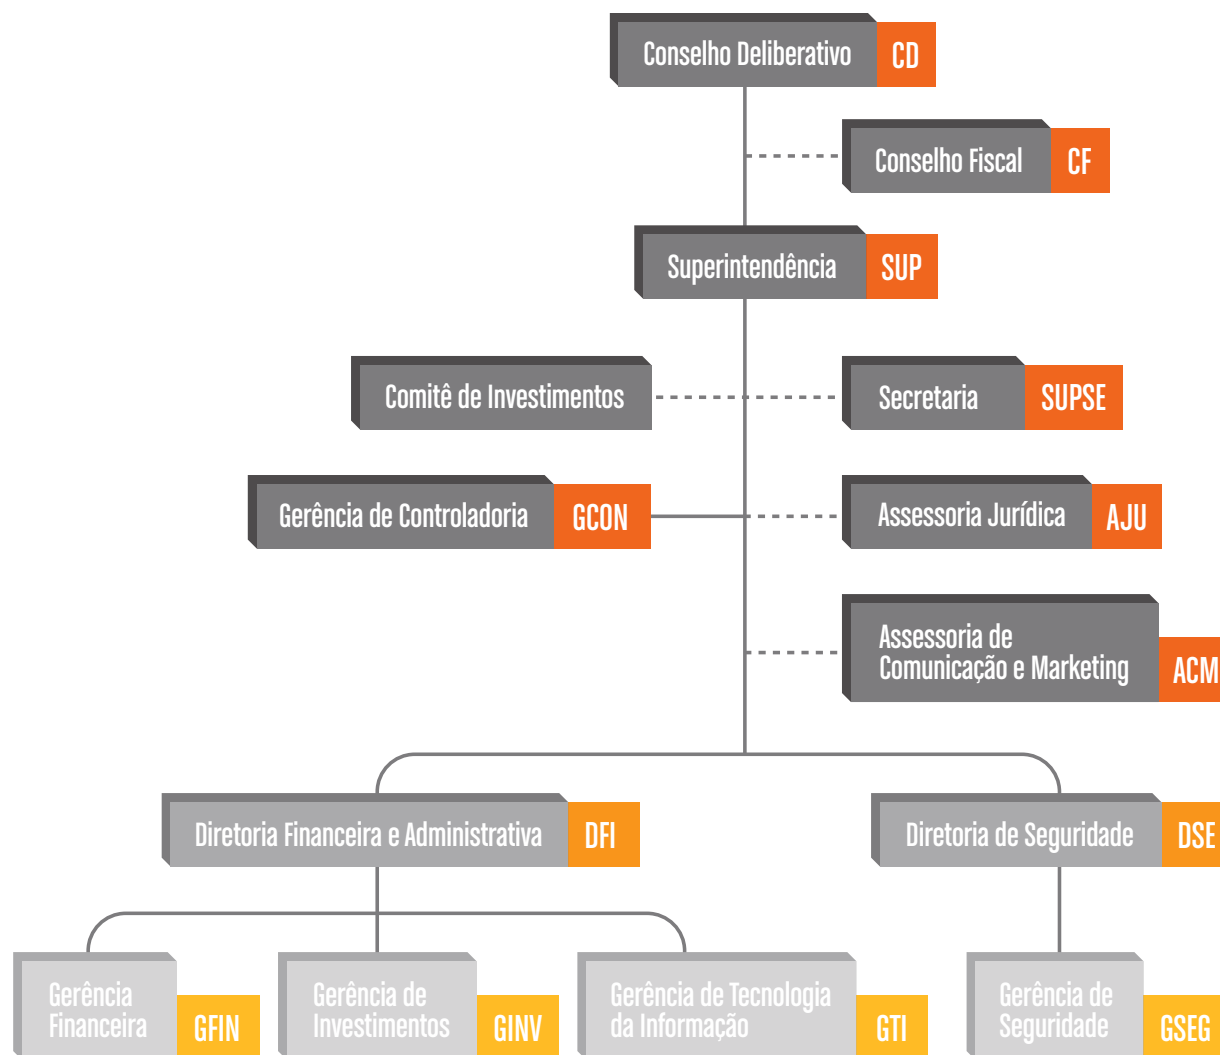 Conselho Deliberativo CD
Conselho Fiscal CF
Superintendência SUP
Comitê de Investimentos
Secretaria SUPSE
Gerência de Controladoria GCON
Assessoria Jurídica AJU
Assessoria de
Comunicação e Marketing ACM
Diretoria Financeira e Administrativa DFI
Diretoria de Seguridade DSE
Gerência
Financeira GFIN
Gerência de
Investimentos GINV
Gerência de Tecnologia
da Informação GTI
Gerência de
Seguridade GSEG